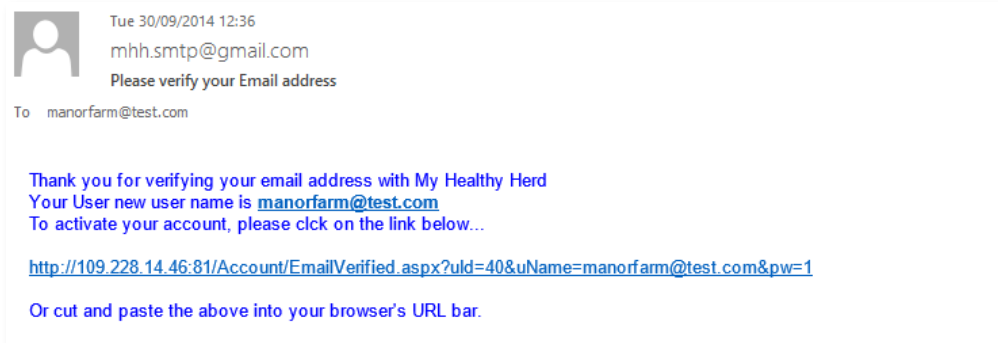 Tue 30/09/2014 12:36
mhh.smtp@gmail.com
Please verify your Email address
To manorfarm@test.com
Thank you for verifying your email address with My Healthy Herd
Your User new user name is manorfarm@test.com
To activate your account, please clck on the link below...
http://109.228.14.46:81/Account/EmailVerified.aspx?uId=40&uName=manorfarm@test.com&pw=1
Or cut and paste the above into your browser's URL bar.